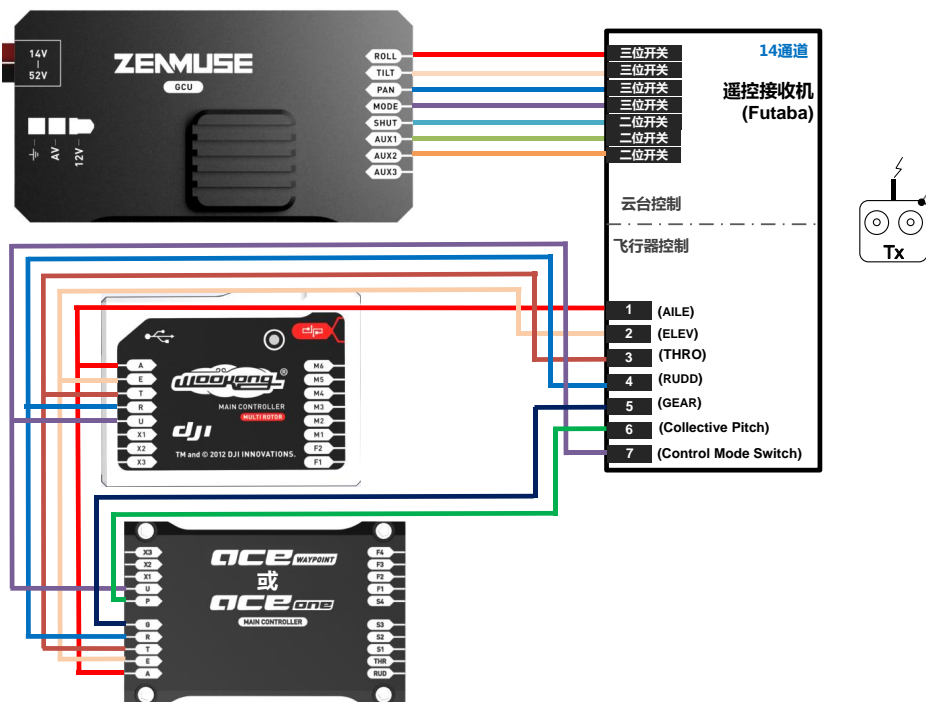 14V
52V
ZENMUSE
GCU
AV
12V
ROLL
TILT
PAN
MODE
SHUT
AUX1
AUX2
AUX3
三位开关
三位开关
三位开关
三位开关
二位开关
二位开关
二位开关
14通道
遥控接收机
(Futaba)
云台控制
飞行器控制
Tx
1 (AILE)
2 (ELEV)
3 (THRO)
4 (RUDD)
5 (GEAR)
6 (Collective Pitch)
7 (Control Mode Switch)
A
E
T
R
U
X1
X2
X3
WooKong®
MAIN CONTROLLER
MULTI ROTOR
dji
TM and © 2012 DJI INNOVATIONS.
M6
M5
M4
M3
M2
M1
F2
F1
X3
X2
X1
U
P
G
R
T
E
A
ace WAYPOINT
或
ace one
MAIN CONTROLLER
F4
F3
F2
F1
S4
S3
S2
S1
THR
RUD